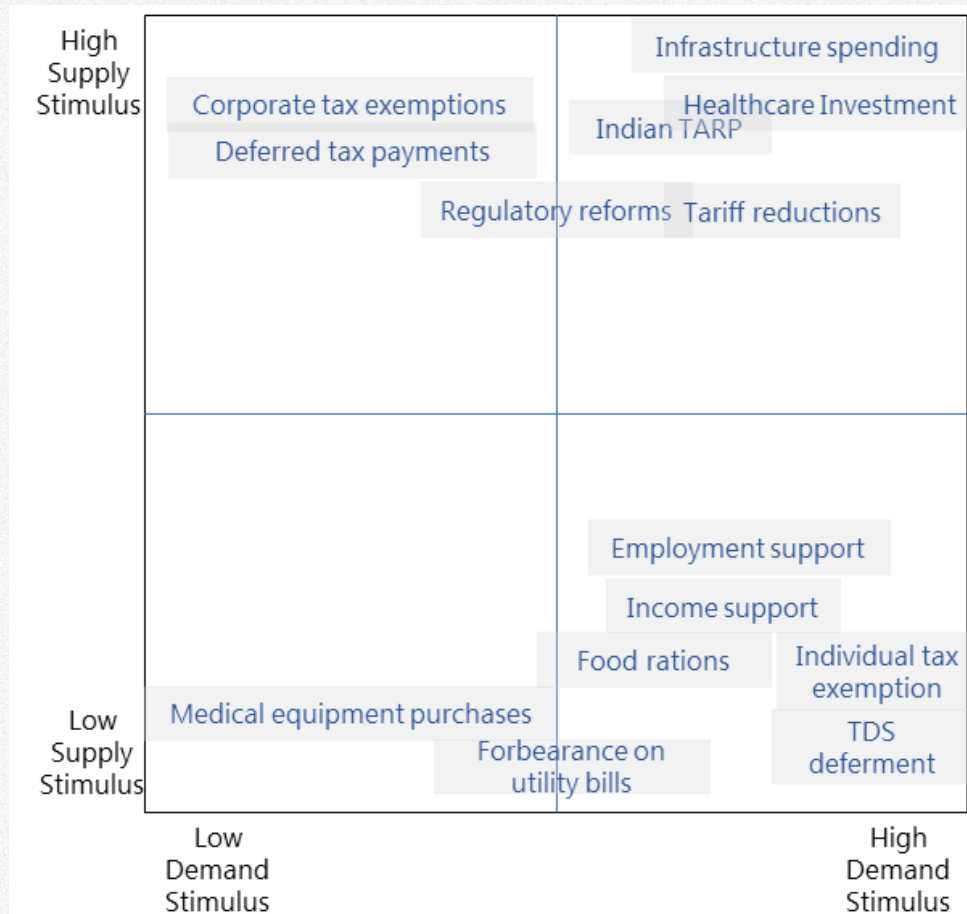 High
Supply
Stimulus
Infrastructure spending
Corporate tax exemptions
Healthcare Investment
Indian TARP
Deferred tax payments
Regulatory reforms
Tariff reductions
Employment support
Income support
Food rations
Individual tax
exemption
Medical equipment purchases
Low
Supply
Stimulus
Forbearance on
utility bills
TDS
deferment
Low
Demand
Stimulus
High
Demand
Stimulus